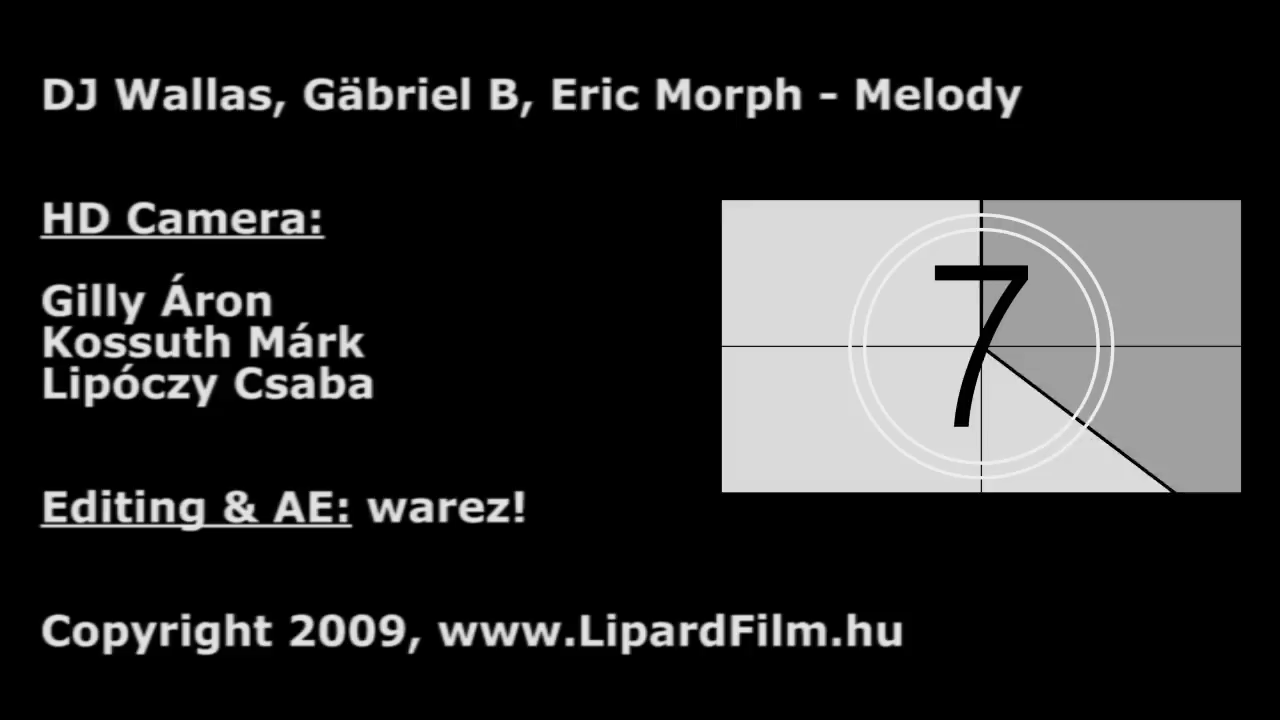 DJ Wallas, Gäbriel B, Eric Morph - Melody
HD Camera:
Gilly Áron
Kossuth Márk
Lipóczy Csaba
7
Editing & AE: warez!
Copyright 2009, www.LipardFilm.hu